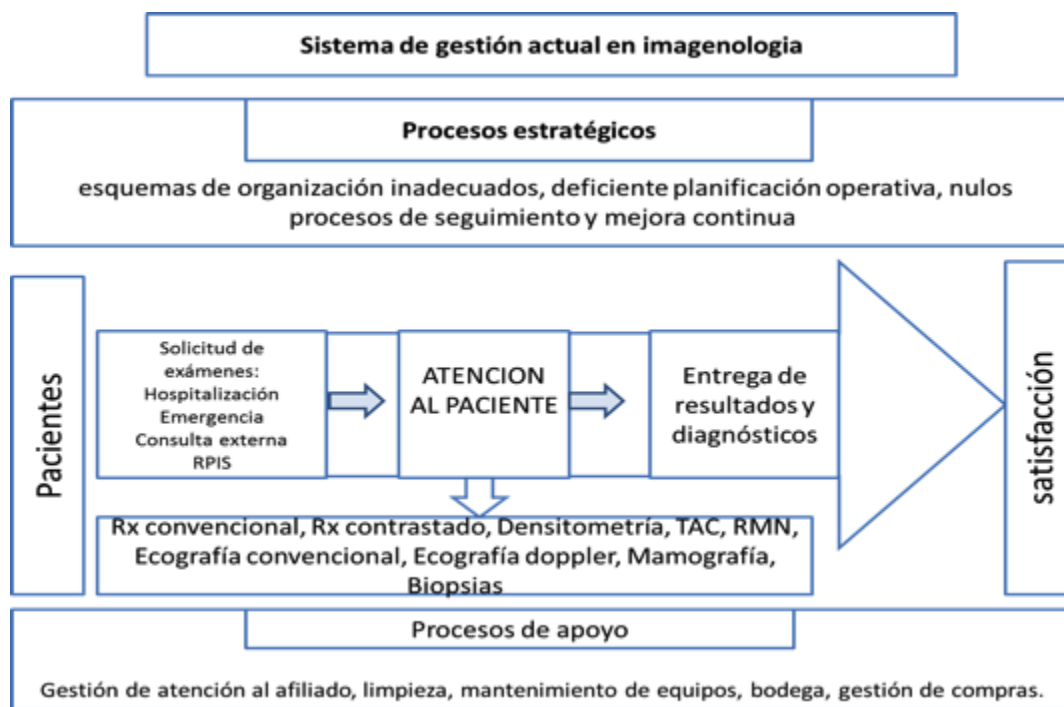 Sistema de gestión actual en imagenologia
Procesos estratégicos
esquemas de organización inadecuados, deficiente planificación operativa, nulos
procesos de seguimiento y mejora continua
Pacientes
Solicitud de
exámenes:
Hospitalización
Emergencia
Consulta externa
RPIS
ATENCION
AL PACIENTE
Entrega de
resultados y
diagnósticos
satisfacción
Rx convencional, Rx contrastado, Densitometría, TAC, RMN,
Ecografía convencional, Ecografía doppler, Mamografía,
Biopsias
Procesos de apoyo
Gestión de atención al afiliado, limpieza, mantenimiento de equipos, bodega, gestión de compras.